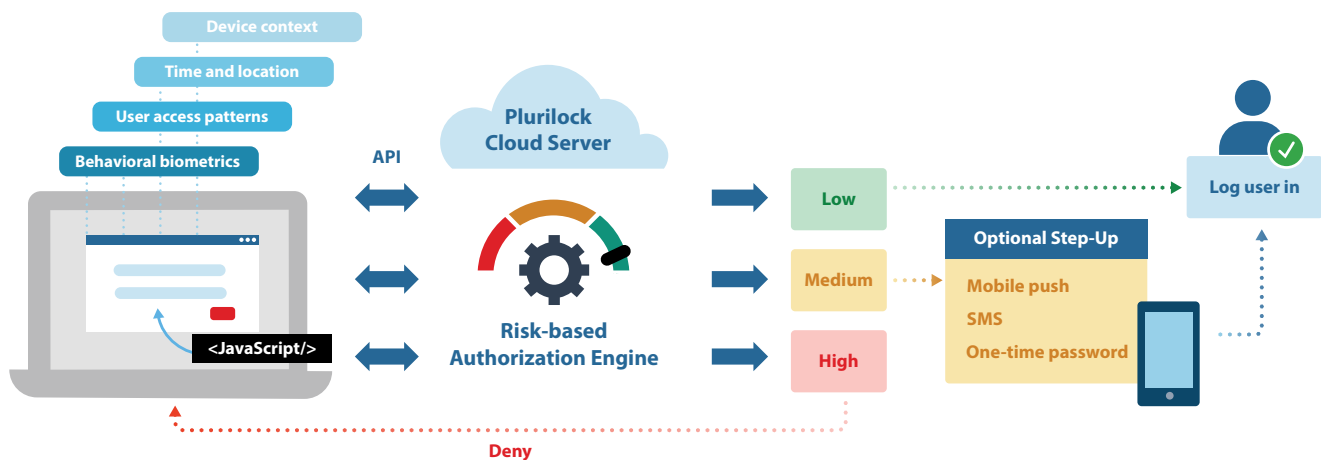 Device context
Time and location
User access patterns
Behavioral biometrics
<JavaScript/>
API
Plurilock
Cloud Server
Risk-based
Authorization Engine
Low
Medium
High
Deny
Optional Step-Up
Mobile push
SMS
One-time password
Log user in